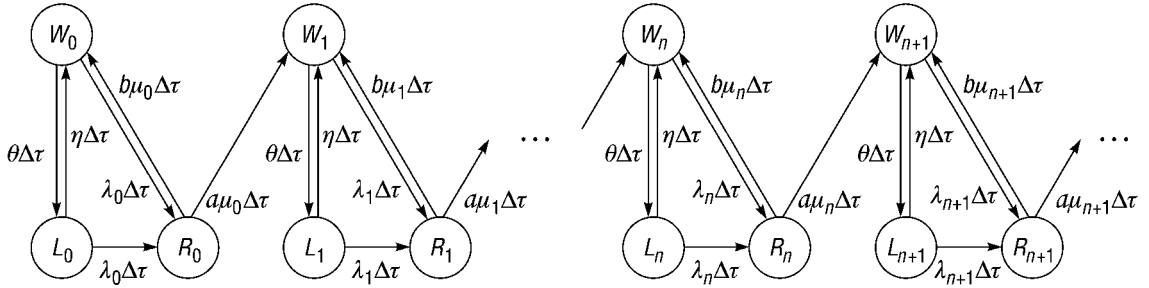 W₀ W₁ Wₙ Wₙ₊₁
bμ₀Δτ bμ₁Δτ bμₙΔτ bμₙ₊₁Δτ
θΔτ ηΔτ θΔτ ηΔτ ... θΔτ ηΔτ θΔτ ηΔτ ...
λ₀Δτ aμ₀Δτ λ₁Δτ aμ₁Δτ λₙΔτ aμₙΔτ λₙ₊₁Δτ aμₙ₊₁Δτ
L₀ R₀ L₁ R₁ Lₙ Rₙ Lₙ₊₁ Rₙ₊₁
λ₀Δτ λ₁Δτ λₙΔτ λₙ₊₁Δτ